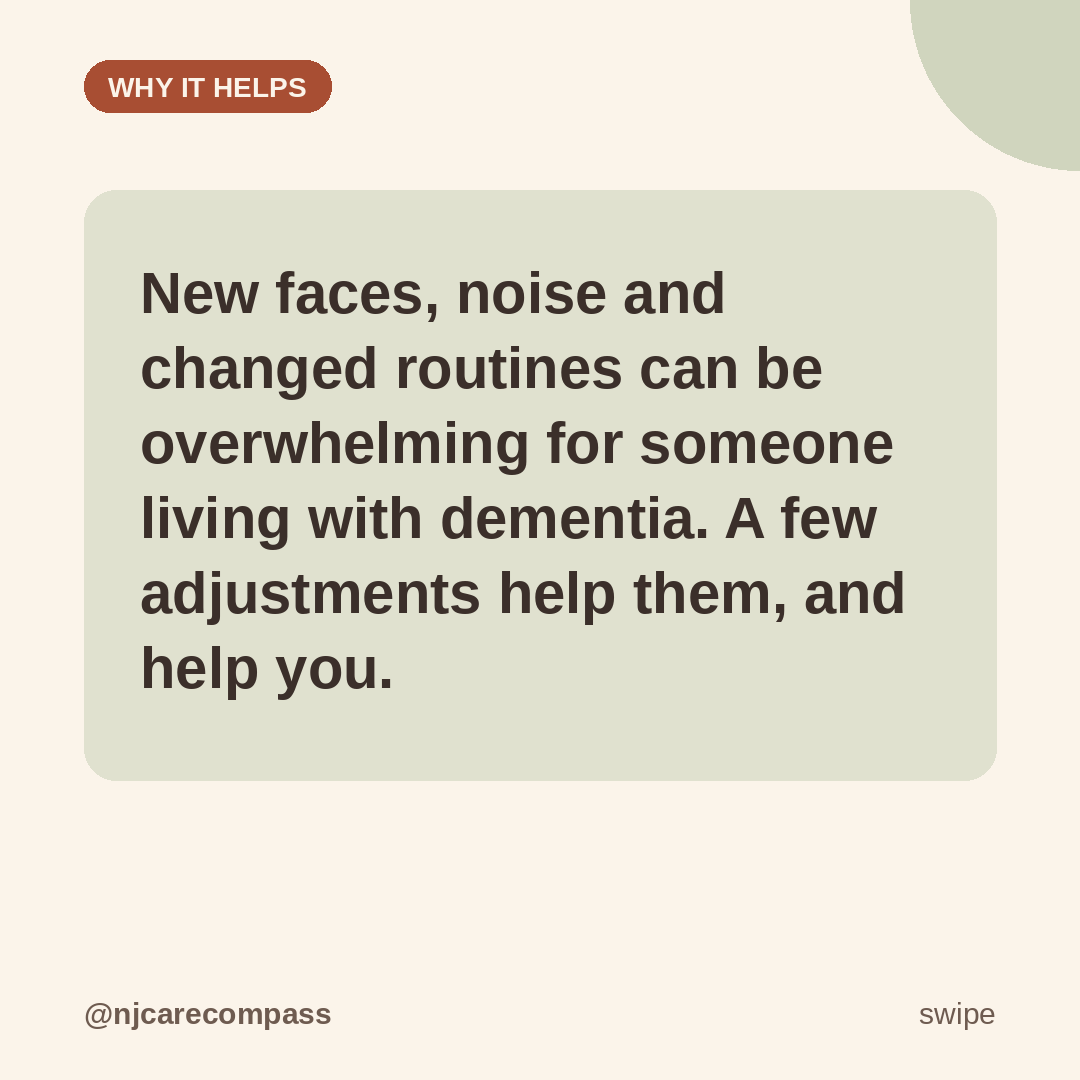 WHY IT HELPS
New faces, noise and
changed routines can be
overwhelming for someone
living with dementia. A few
adjustments help them, and
help you.
@njcarecompass
swipe